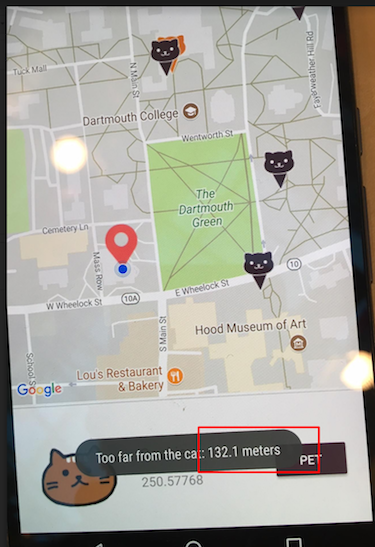 Tuck Mall
N Main St
Fayerweather Hill Rd
Dartmouth College
Wentworth St
The
Dartmouth
Green
Cemetery Ln
Mass Row
10
E Wheelock St
W Wheelock St
10A
S Main St
Hood Museum of Art
School St
Lou's Restaurant
& Bakery
Google
Too far from the cat: 132.1 meters
PET
250.57768